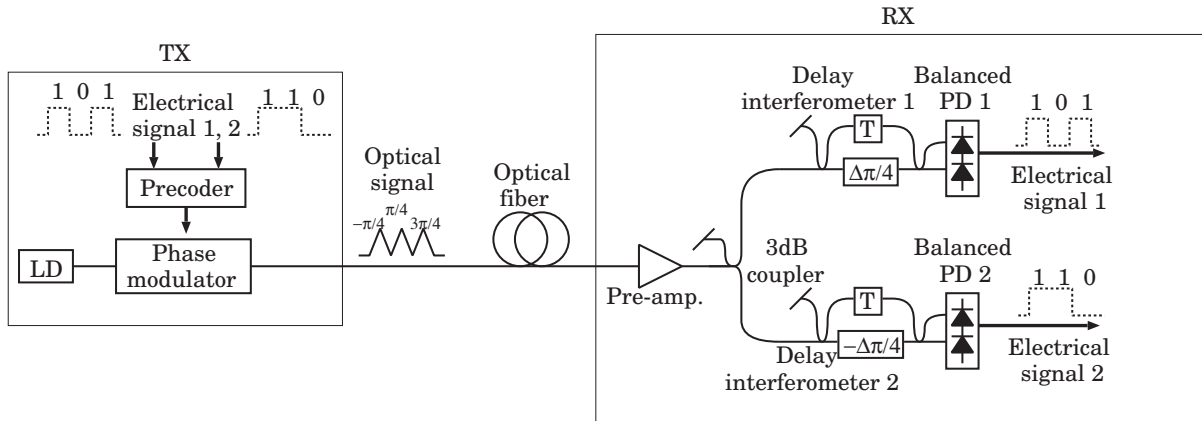 TX
1 0 1
1 1 0
Electrical
signal 1, 2
Precoder
LD
Phase
modulator
Optical
signal
−π/4
π/4
3π/4
Optical
fiber
RX
Pre-amp.
3dB
coupler
Delay
interferometer 1
T
Δπ/4
Balanced
PD 1
1 0 1
Electrical
signal 1
Delay
interferometer 2
T
−Δπ/4
Balanced
PD 2
1 1 0
Electrical
signal 2